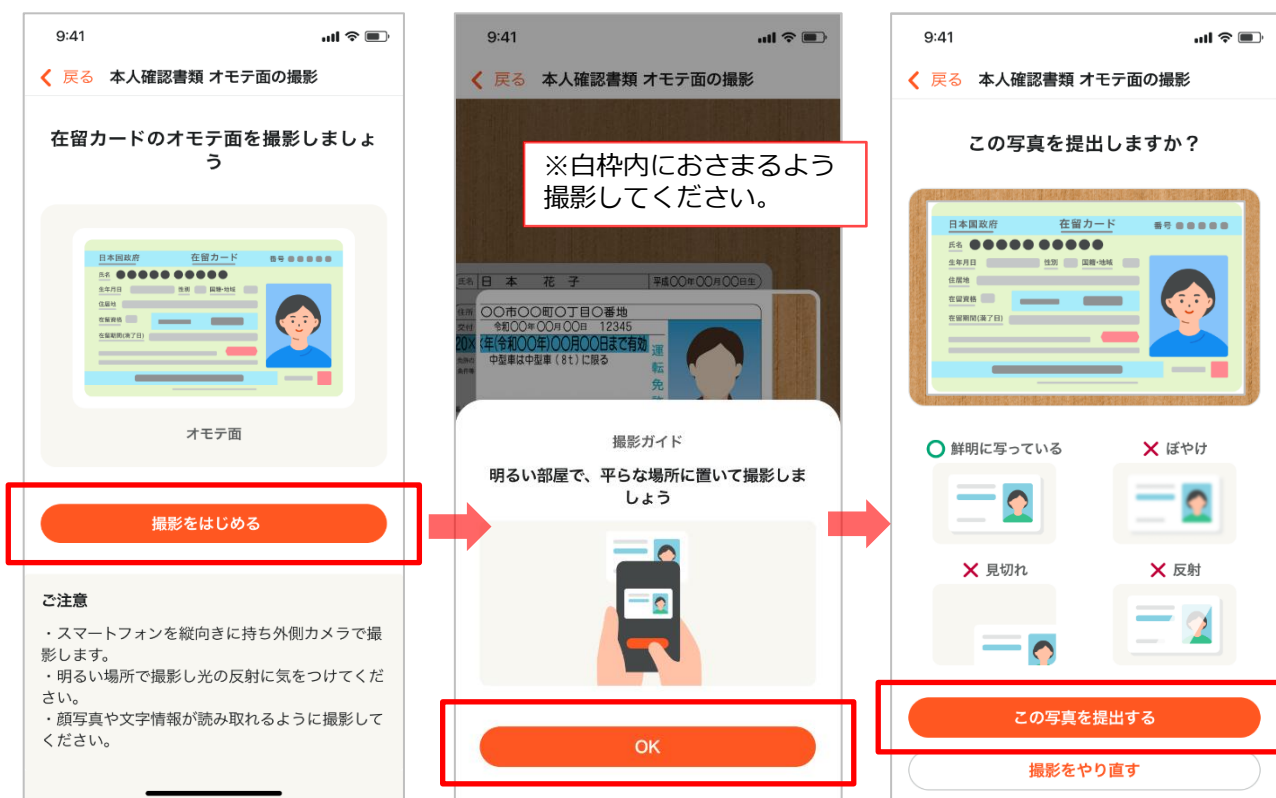 9:41
戻る 本人確認書類 オモテ面の撮影
在留カードのオモテ面を撮影しましょ
う
日本国政府 在留カード 番号
氏名
生年月日 性別 国籍・地域
住居地
在留資格
在留期間(満了日)
オモテ面
撮影をはじめる
ご注意
・スマートフォンを縦向きに持ち外側カメラで撮
影します。
・明るい場所で撮影し光の反射に気をつけてくだ
さい。
・顔写真や文字情報が読み取れるように撮影して
ください。
9:41
戻る 本人確認書類 オモテ面の撮影
※白枠内におさまるよう
撮影してください。
氏名 日 本 花 子 平成〇〇年〇〇月〇〇日生
住所 〇〇市〇〇町〇丁目〇番地
交付 令和〇〇年〇〇月〇〇日 12345
20××年(令和〇〇年)〇〇月〇〇日まで有効
中型車は中型車(8t)に限る
運転免
撮影ガイド
明るい部屋で、平らな場所に置いて撮影しま
しょう
OK
9:41
戻る 本人確認書類 オモテ面の撮影
この写真を提出しますか？
日本国政府 在留カード 番号
氏名
生年月日 性別 国籍・地域
住居地
在留資格
在留期間(満了日)
鮮明に写っている
ぼやけ
見切れ
反射
この写真を提出する
撮影をやり直す